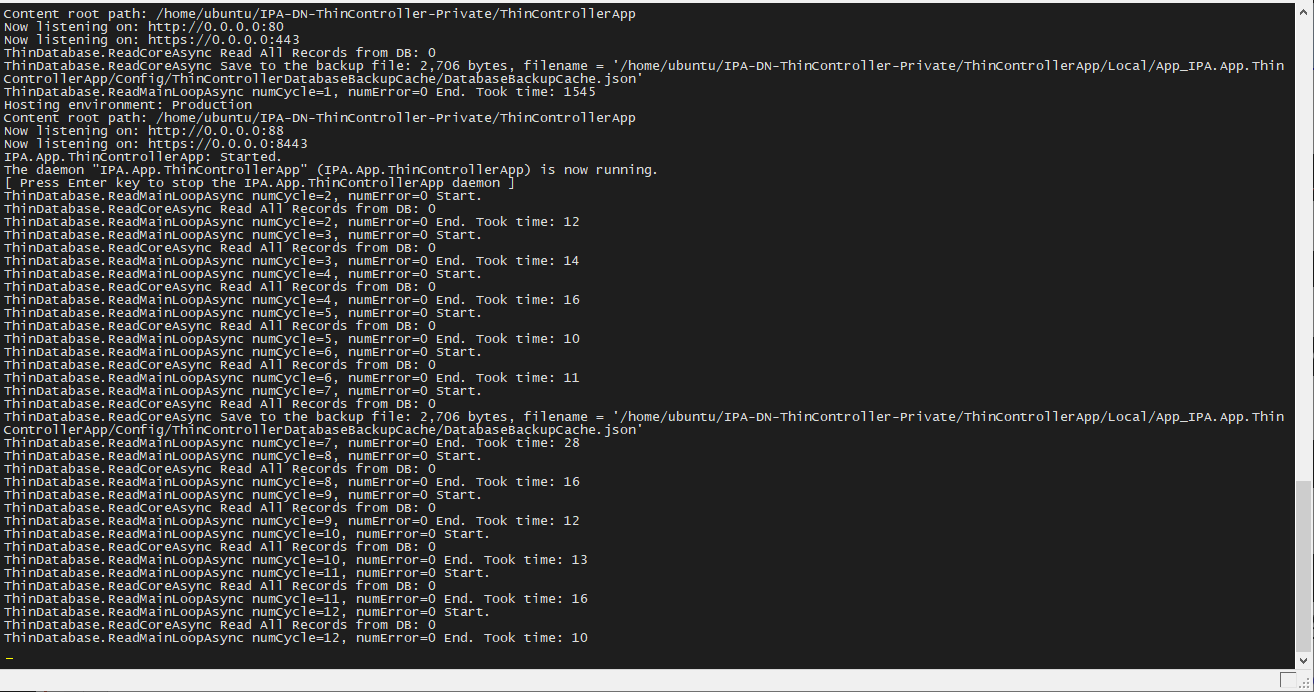 Content root path: /home/ubuntu/IPA-DN-ThinController-Private/ThinControllerApp
Now listening on: http://0.0.0.0:80
Now listening on: https://0.0.0.0:443
ThinDatabase.ReadCoreAsync Read All Records from DB: 0
ThinDatabase.ReadCoreAsync Save to the backup file: 2,706 bytes, filename = '/home/ubuntu/IPA-DN-ThinController-Private/ThinControllerApp/Local/App_IPA.App.Thin
ControllerApp/Config/ThinControllerDatabaseBackupCache/DatabaseBackupCache.json'
ThinDatabase.ReadMainLoopAsync numCycle=1, numError=0 End. Took time: 1545
Hosting environment: Production
Content root path: /home/ubuntu/IPA-DN-ThinController-Private/ThinControllerApp
Now listening on: http://0.0.0.0:88
Now listening on: https://0.0.0.0:8443
IPA.App.ThinControllerApp: Started.
The daemon "IPA.App.ThinControllerApp" (IPA.App.ThinControllerApp) is now running.
[ Press Enter key to stop the IPA.App.ThinControllerApp daemon ]
ThinDatabase.ReadMainLoopAsync numCycle=2, numError=0 Start.
ThinDatabase.ReadCoreAsync Read All Records from DB: 0
ThinDatabase.ReadMainLoopAsync numCycle=2, numError=0 End. Took time: 12
ThinDatabase.ReadMainLoopAsync numCycle=3, numError=0 Start.
ThinDatabase.ReadCoreAsync Read All Records from DB: 0
ThinDatabase.ReadMainLoopAsync numCycle=3, numError=0 End. Took time: 14
ThinDatabase.ReadMainLoopAsync numCycle=4, numError=0 Start.
ThinDatabase.ReadCoreAsync Read All Records from DB: 0
ThinDatabase.ReadMainLoopAsync numCycle=4, numError=0 End. Took time: 16
ThinDatabase.ReadMainLoopAsync numCycle=5, numError=0 Start.
ThinDatabase.ReadCoreAsync Read All Records from DB: 0
ThinDatabase.ReadMainLoopAsync numCycle=5, numError=0 End. Took time: 10
ThinDatabase.ReadMainLoopAsync numCycle=6, numError=0 Start.
ThinDatabase.ReadCoreAsync Read All Records from DB: 0
ThinDatabase.ReadMainLoopAsync numCycle=6, numError=0 End. Took time: 11
ThinDatabase.ReadMainLoopAsync numCycle=7, numError=0 Start.
ThinDatabase.ReadCoreAsync Read All Records from DB: 0
ThinDatabase.ReadCoreAsync Save to the backup file: 2,706 bytes, filename = '/home/ubuntu/IPA-DN-ThinController-Private/ThinControllerApp/Local/App_IPA.App.Thin
ControllerApp/Config/ThinControllerDatabaseBackupCache/DatabaseBackupCache.json'
ThinDatabase.ReadMainLoopAsync numCycle=7, numError=0 End. Took time: 28
ThinDatabase.ReadMainLoopAsync numCycle=8, numError=0 Start.
ThinDatabase.ReadCoreAsync Read All Records from DB: 0
ThinDatabase.ReadMainLoopAsync numCycle=8, numError=0 End. Took time: 16
ThinDatabase.ReadMainLoopAsync numCycle=9, numError=0 Start.
ThinDatabase.ReadCoreAsync Read All Records from DB: 0
ThinDatabase.ReadMainLoopAsync numCycle=9, numError=0 End. Took time: 12
ThinDatabase.ReadMainLoopAsync numCycle=10, numError=0 Start.
ThinDatabase.ReadCoreAsync Read All Records from DB: 0
ThinDatabase.ReadMainLoopAsync numCycle=10, numError=0 End. Took time: 13
ThinDatabase.ReadMainLoopAsync numCycle=11, numError=0 Start.
ThinDatabase.ReadCoreAsync Read All Records from DB: 0
ThinDatabase.ReadMainLoopAsync numCycle=11, numError=0 End. Took time: 16
ThinDatabase.ReadMainLoopAsync numCycle=12, numError=0 Start.
ThinDatabase.ReadCoreAsync Read All Records from DB: 0
ThinDatabase.ReadMainLoopAsync numCycle=12, numError=0 End. Took time: 10